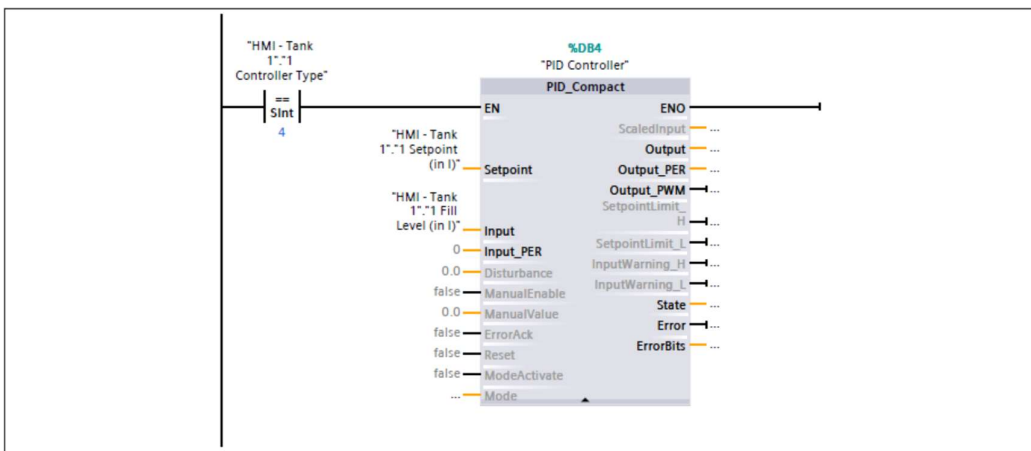 "HMI - Tank
1"."1
Controller Type"
==
SInt
4
%DB4
"PID Controller"
PID_Compact
EN
ENO
"HMI - Tank
1"."1 Setpoint
(in l)"
Setpoint
"HMI - Tank
1"."1 Fill
Level (in l)"
Input
0
Input_PER
0.0
Disturbance
false
ManualEnable
0.0
ManualValue
false
ErrorAck
false
Reset
false
ModeActivate
...
Mode
ScaledInput
...
Output
...
Output_PER
...
Output_PWM
...
SetpointLimit_
H
...
SetpointLimit_L
...
InputWarning_H
...
InputWarning_L
...
State
...
Error
...
ErrorBits
...